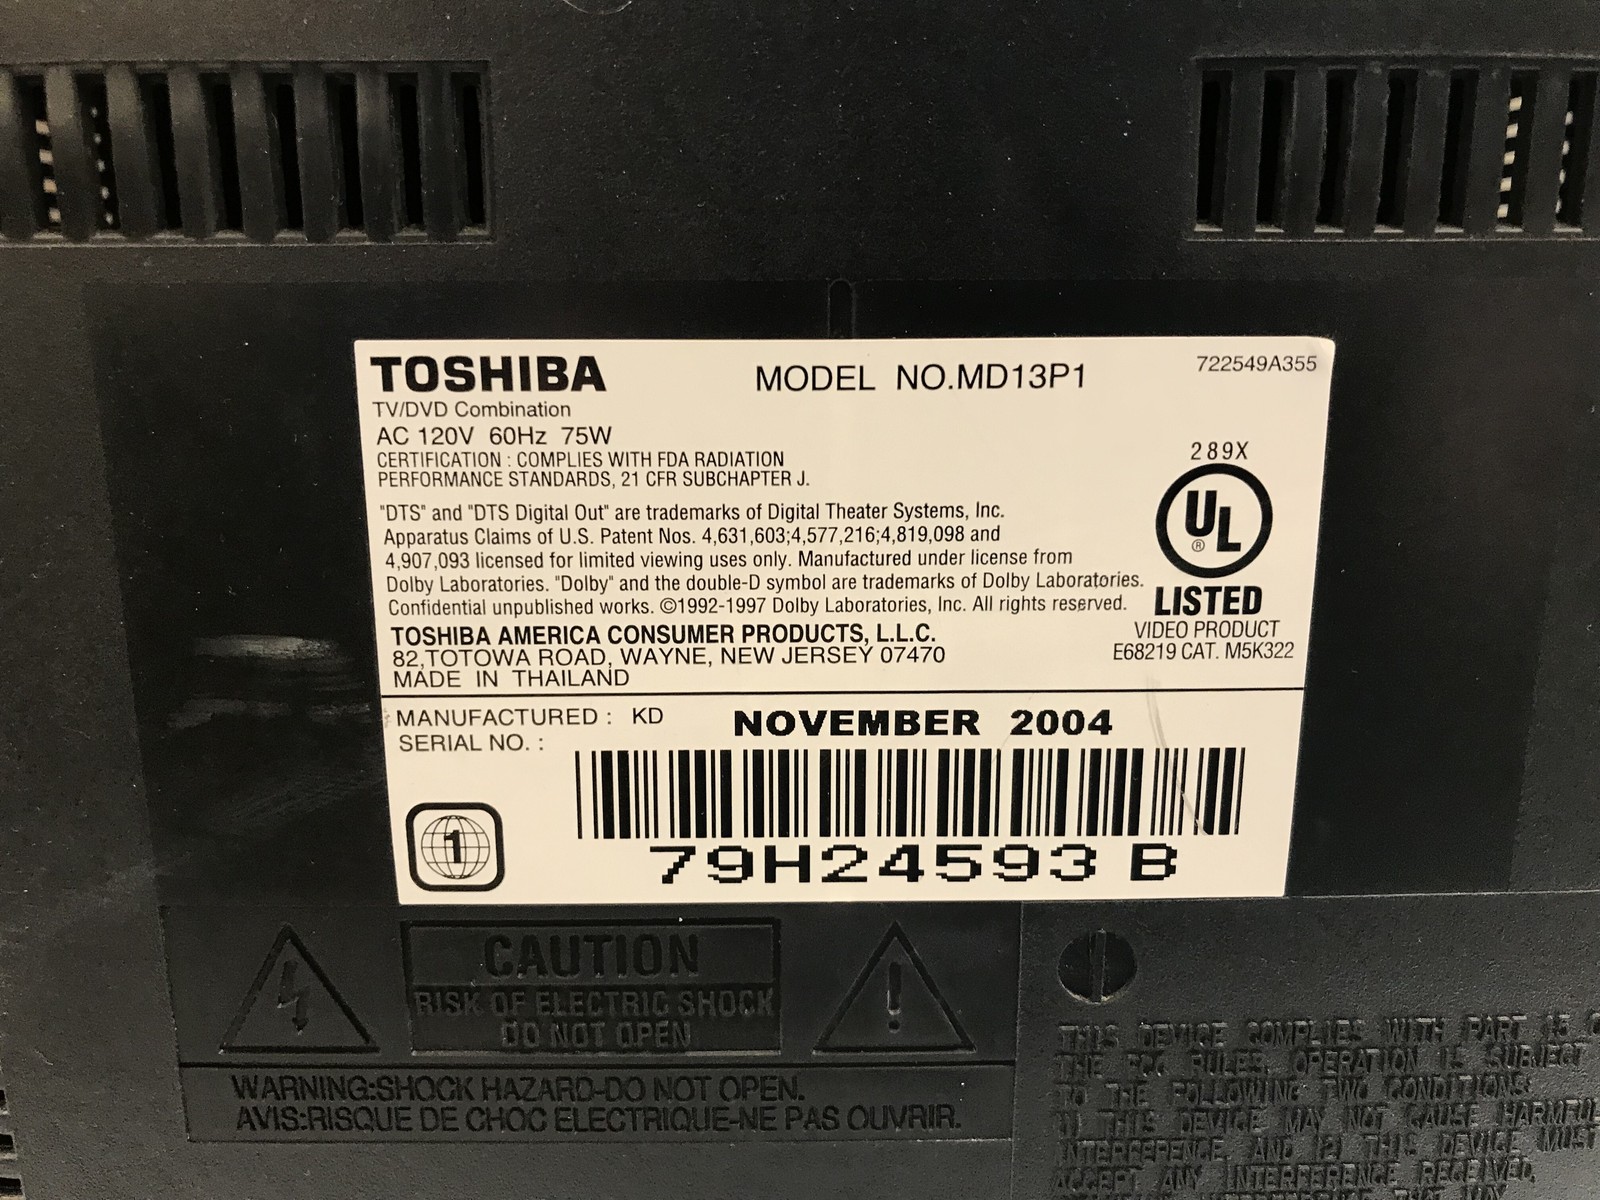 TOSHIBA MODEL NO.MD13P1 722549A355
TV/DVD Combination
AC 120V 60Hz 75W
CERTIFICATION : COMPLIES WITH FDA RADIATION
PERFORMANCE STANDARDS, 21 CFR SUBCHAPTER J.
"DTS" and "DTS Digital Out" are trademarks of Digital Theater Systems, Inc.
Apparatus Claims of U.S. Patent Nos. 4,631,603;4,577,216;4,819,098 and
4,907,093 licensed for limited viewing uses only. Manufactured under license from
Dolby Laboratories. "Dolby" and the double-D symbol are trademarks of Dolby Laboratories.
Confidential unpublished works. ©1992-1997 Dolby Laboratories, Inc. All rights reserved.
TOSHIBA AMERICA CONSUMER PRODUCTS, L.L.C.
82,TOTOWA ROAD, WAYNE, NEW JERSEY 07470
MADE IN THAILAND
289X
UL
®
LISTED
VIDEO PRODUCT
E68219 CAT. M5K322
MANUFACTURED : KD NOVEMBER 2004
SERIAL NO. :
1
79H24593 B
CAUTION
RISK OF ELECTRIC SHOCK
DO NOT OPEN
WARNING:SHOCK HAZARD-DO NOT OPEN.
AVIS:RISQUE DE CHOC ELECTRIQUE-NE PAS OUVRIR.
THIS DEVICE COMPLIES WITH PART 15
THE FCC RULES. OPERATION IS SUBJECT
TO THE FOLLOWING TWO CONDITIONS:
1) THIS DEVICE MAY NOT CAUSE
INTERFERENCE, AND (2) THIS DEVICE MUST
ACCEPT ANY INTERFERENCE RECEIVED,